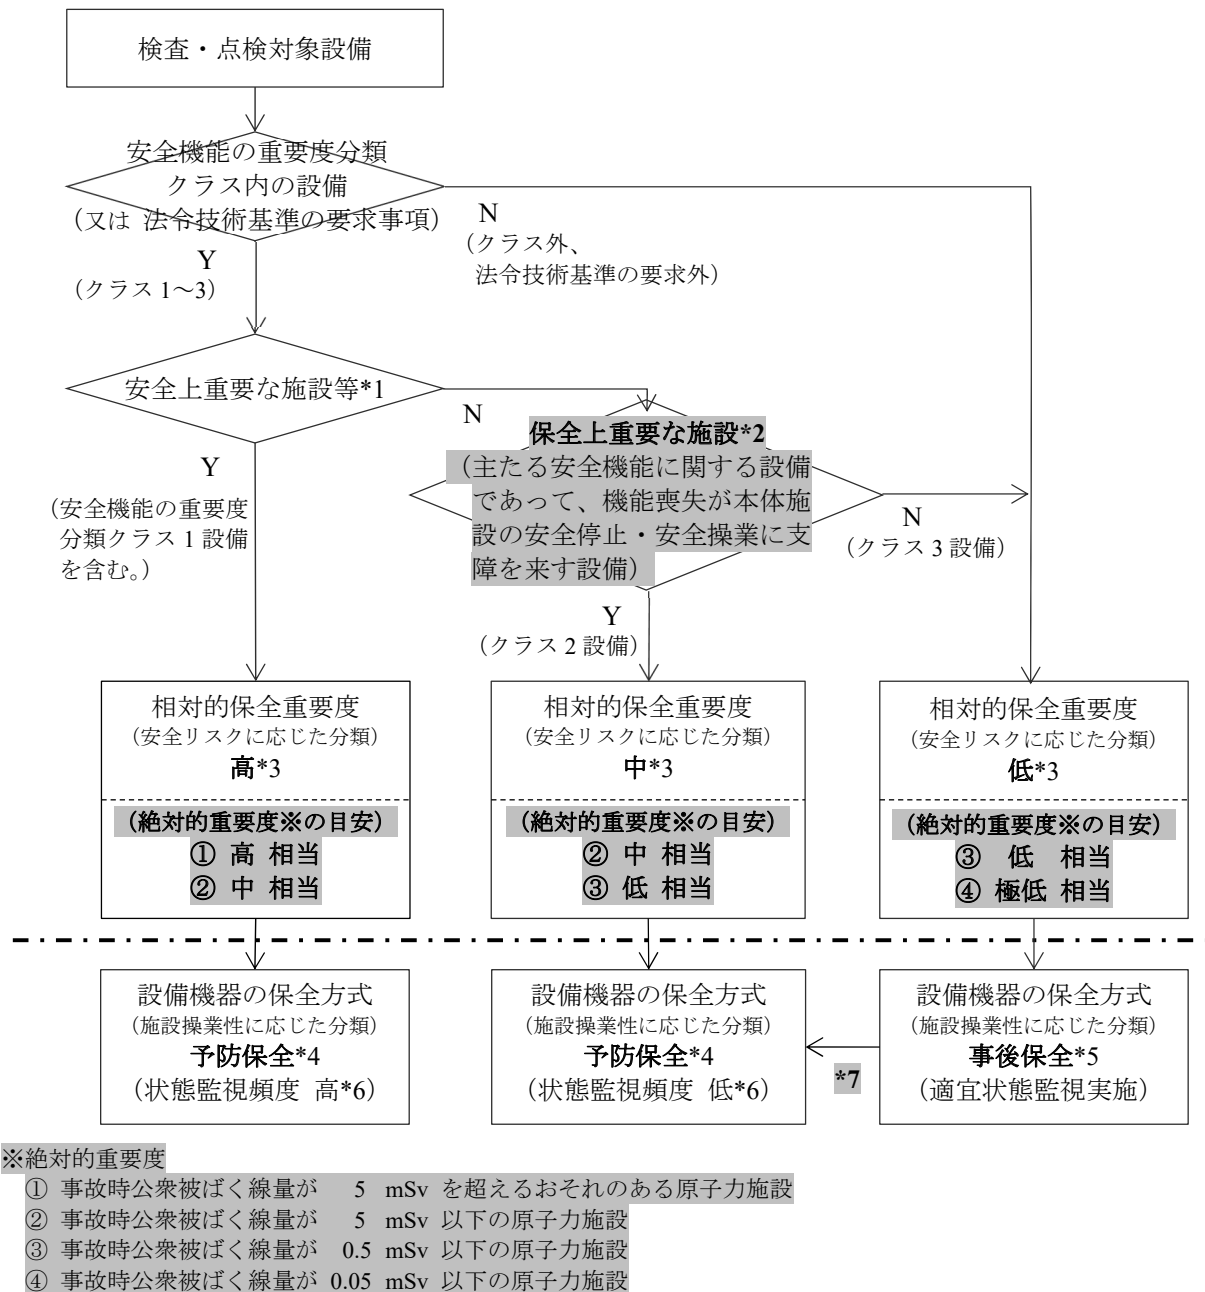 検査・点検対象設備
安全機能の重要度分類
クラス内の設備
（又は 法令技術基準の要求事項）
N
（クラス外、
法令技術基準の要求外）
Y
（クラス 1～3）
安全上重要な施設等*1
N
Y
（安全機能の重要度
分類クラス 1 設備
を含む。）
保全上重要な施設*2
（主たる安全機能に関する設備
であって、機能喪失が本体施
設の安全停止・安全操業に支
障を来す設備）
N
（クラス 3 設備）
Y
（クラス 2 設備）
相対的保全重要度
（安全リスクに応じた分類）
高*3
（絶対的重要度※の目安）
① 高 相当
② 中 相当
相対的保全重要度
（安全リスクに応じた分類）
中*3
（絶対的重要度※の目安）
② 中 相当
③ 低 相当
相対的保全重要度
（安全リスクに応じた分類）
低*3
（絶対的重要度※の目安）
③ 低 相当
④ 極低 相当
設備機器の保全方式
（施設操業性に応じた分類）
予防保全*4
（状態監視頻度 高*6）
設備機器の保全方式
（施設操業性に応じた分類）
予防保全*4
（状態監視頻度 低*6）
*7
設備機器の保全方式
（施設操業性に応じた分類）
事後保全*5
（適宜状態監視実施）
※絶対的重要度
① 事故時公衆被ばく線量が 5 mSv を超えるおそれのある原子力施設
② 事故時公衆被ばく線量が 5 mSv 以下の原子力施設
③ 事故時公衆被ばく線量が 0.5 mSv 以下の原子力施設
④ 事故時公衆被ばく線量が 0.05 mSv 以下の原子力施設